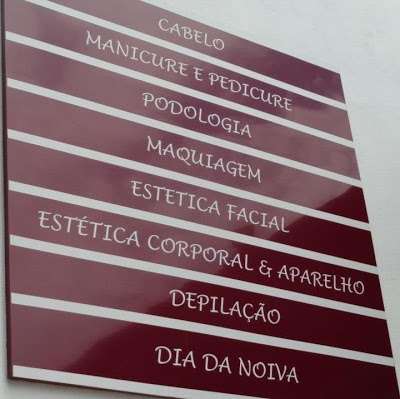 CABELO
MANICURE E PEDICURE
PODOLOGIA
MAQUIAGEM
ESTETICA FACIAL
ESTÉTICA CORPORAL & APARELHO
DEPILAÇÃO
DIA DA NOIVA